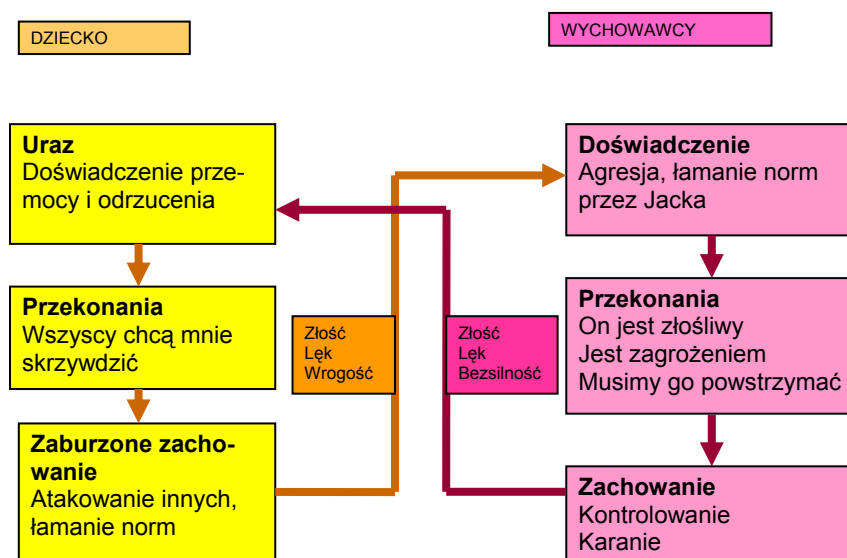 DZIECKO
WYCHOWAWCY
Uraz
Doświadczenie prze-
mocy i odrzucenia
Przekonania
Wszyscy chcą mnie
skrzywdzić
Zaburzone zacho-
wanie
Atakowanie innych,
łamanie norm
Złość
Lęk
Wrogość
Złość
Lęk
Bezsilność
Doświadczenie
Agresja, łamanie norm
przez Jacka
Przekonania
On jest złośliwy
Jest zagrożeniem
Musimy go powstrzymać
Zachowanie
Kontrolowanie
Karanie